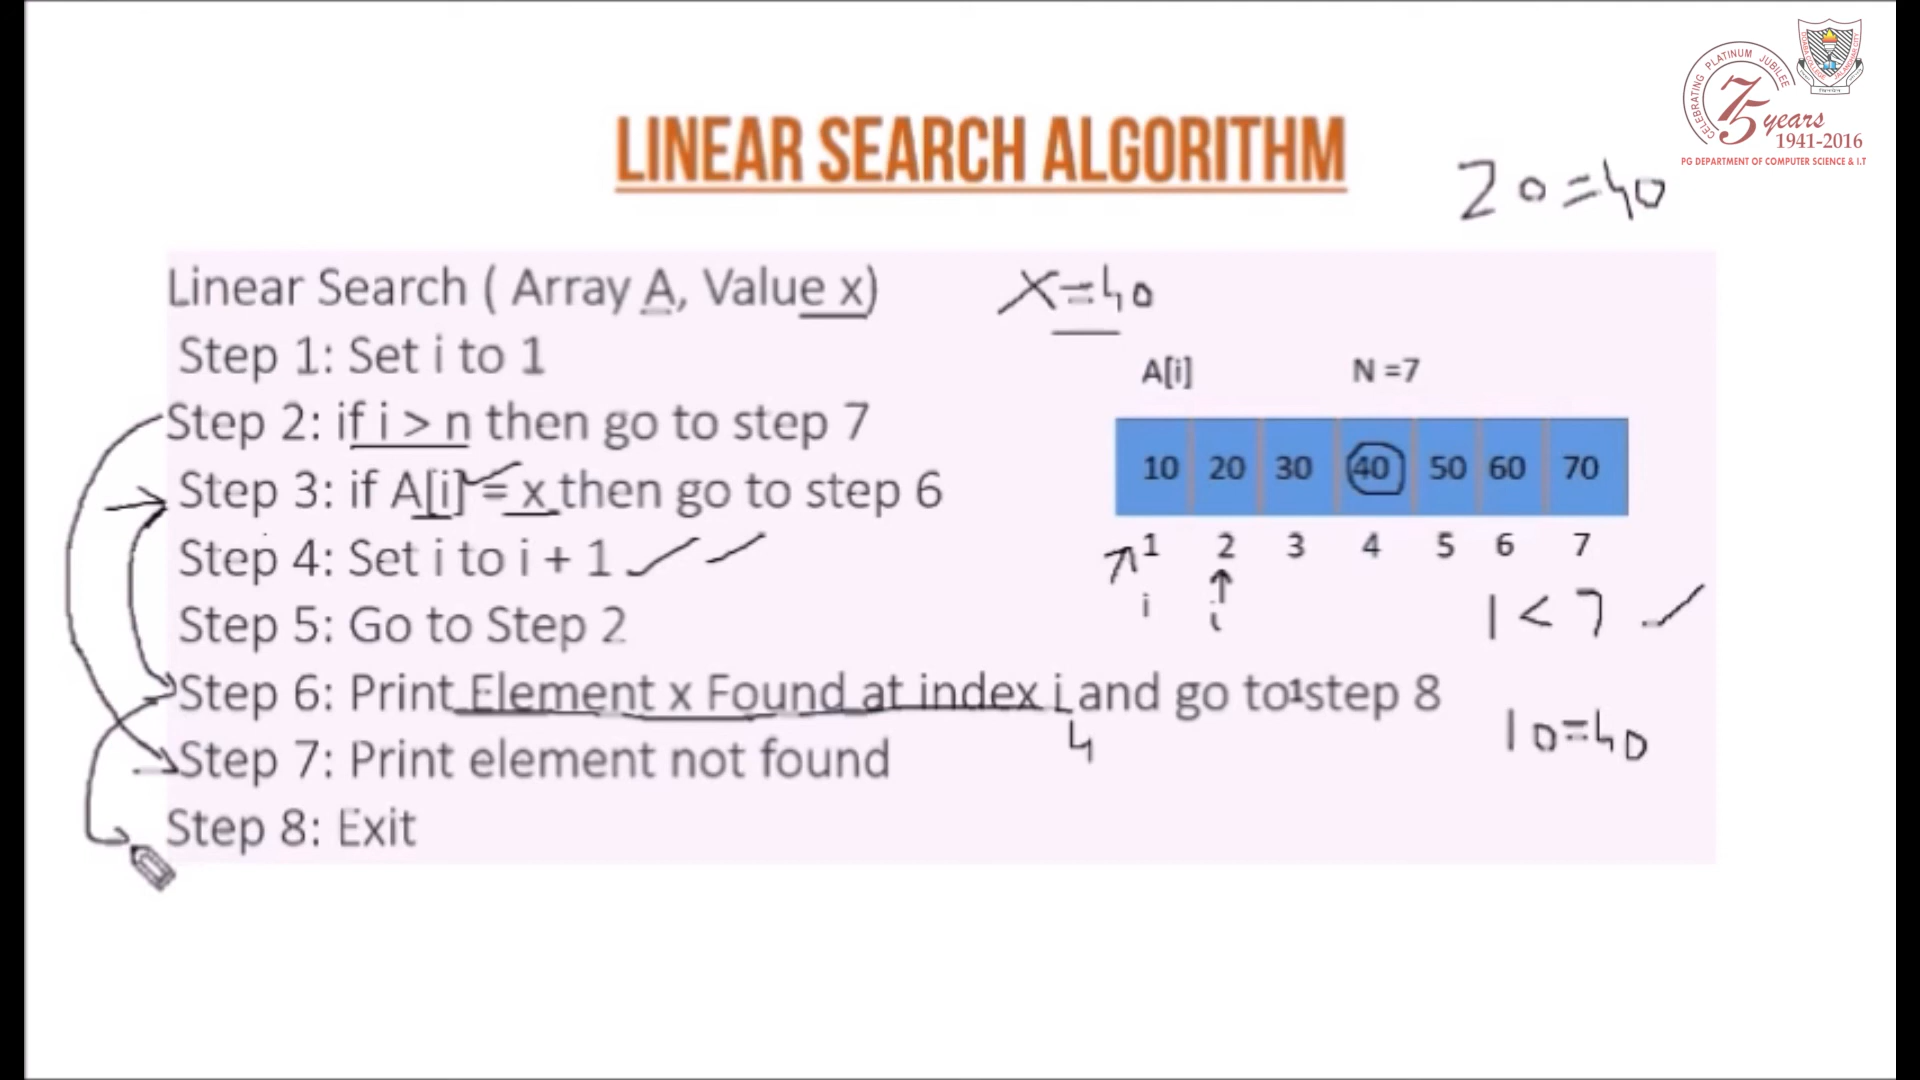 CELEBRATING PLATINUM JUBILEE
75 years
1941-2016
PG DEPARTMENT OF COMPUTER SCIENCE & I.T
LINEAR SEARCH ALGORITHM
20=40
Linear Search ( Array A, Value x)
x=40
Step 1: Set i to 1
A[i] N =7
Step 2: if i > n then go to step 7
10 20 30 40 50 60 70
Step 3: if A[i] = x then go to step 6
1 2 3 4 5 6 7
Step 4: Set i to i + 1
i i
1 < 7
Step 5: Go to Step 2
Step 6: Print Element x Found at index i and go to step 8
1
4
10=40
Step 7: Print element not found
Step 8: Exit